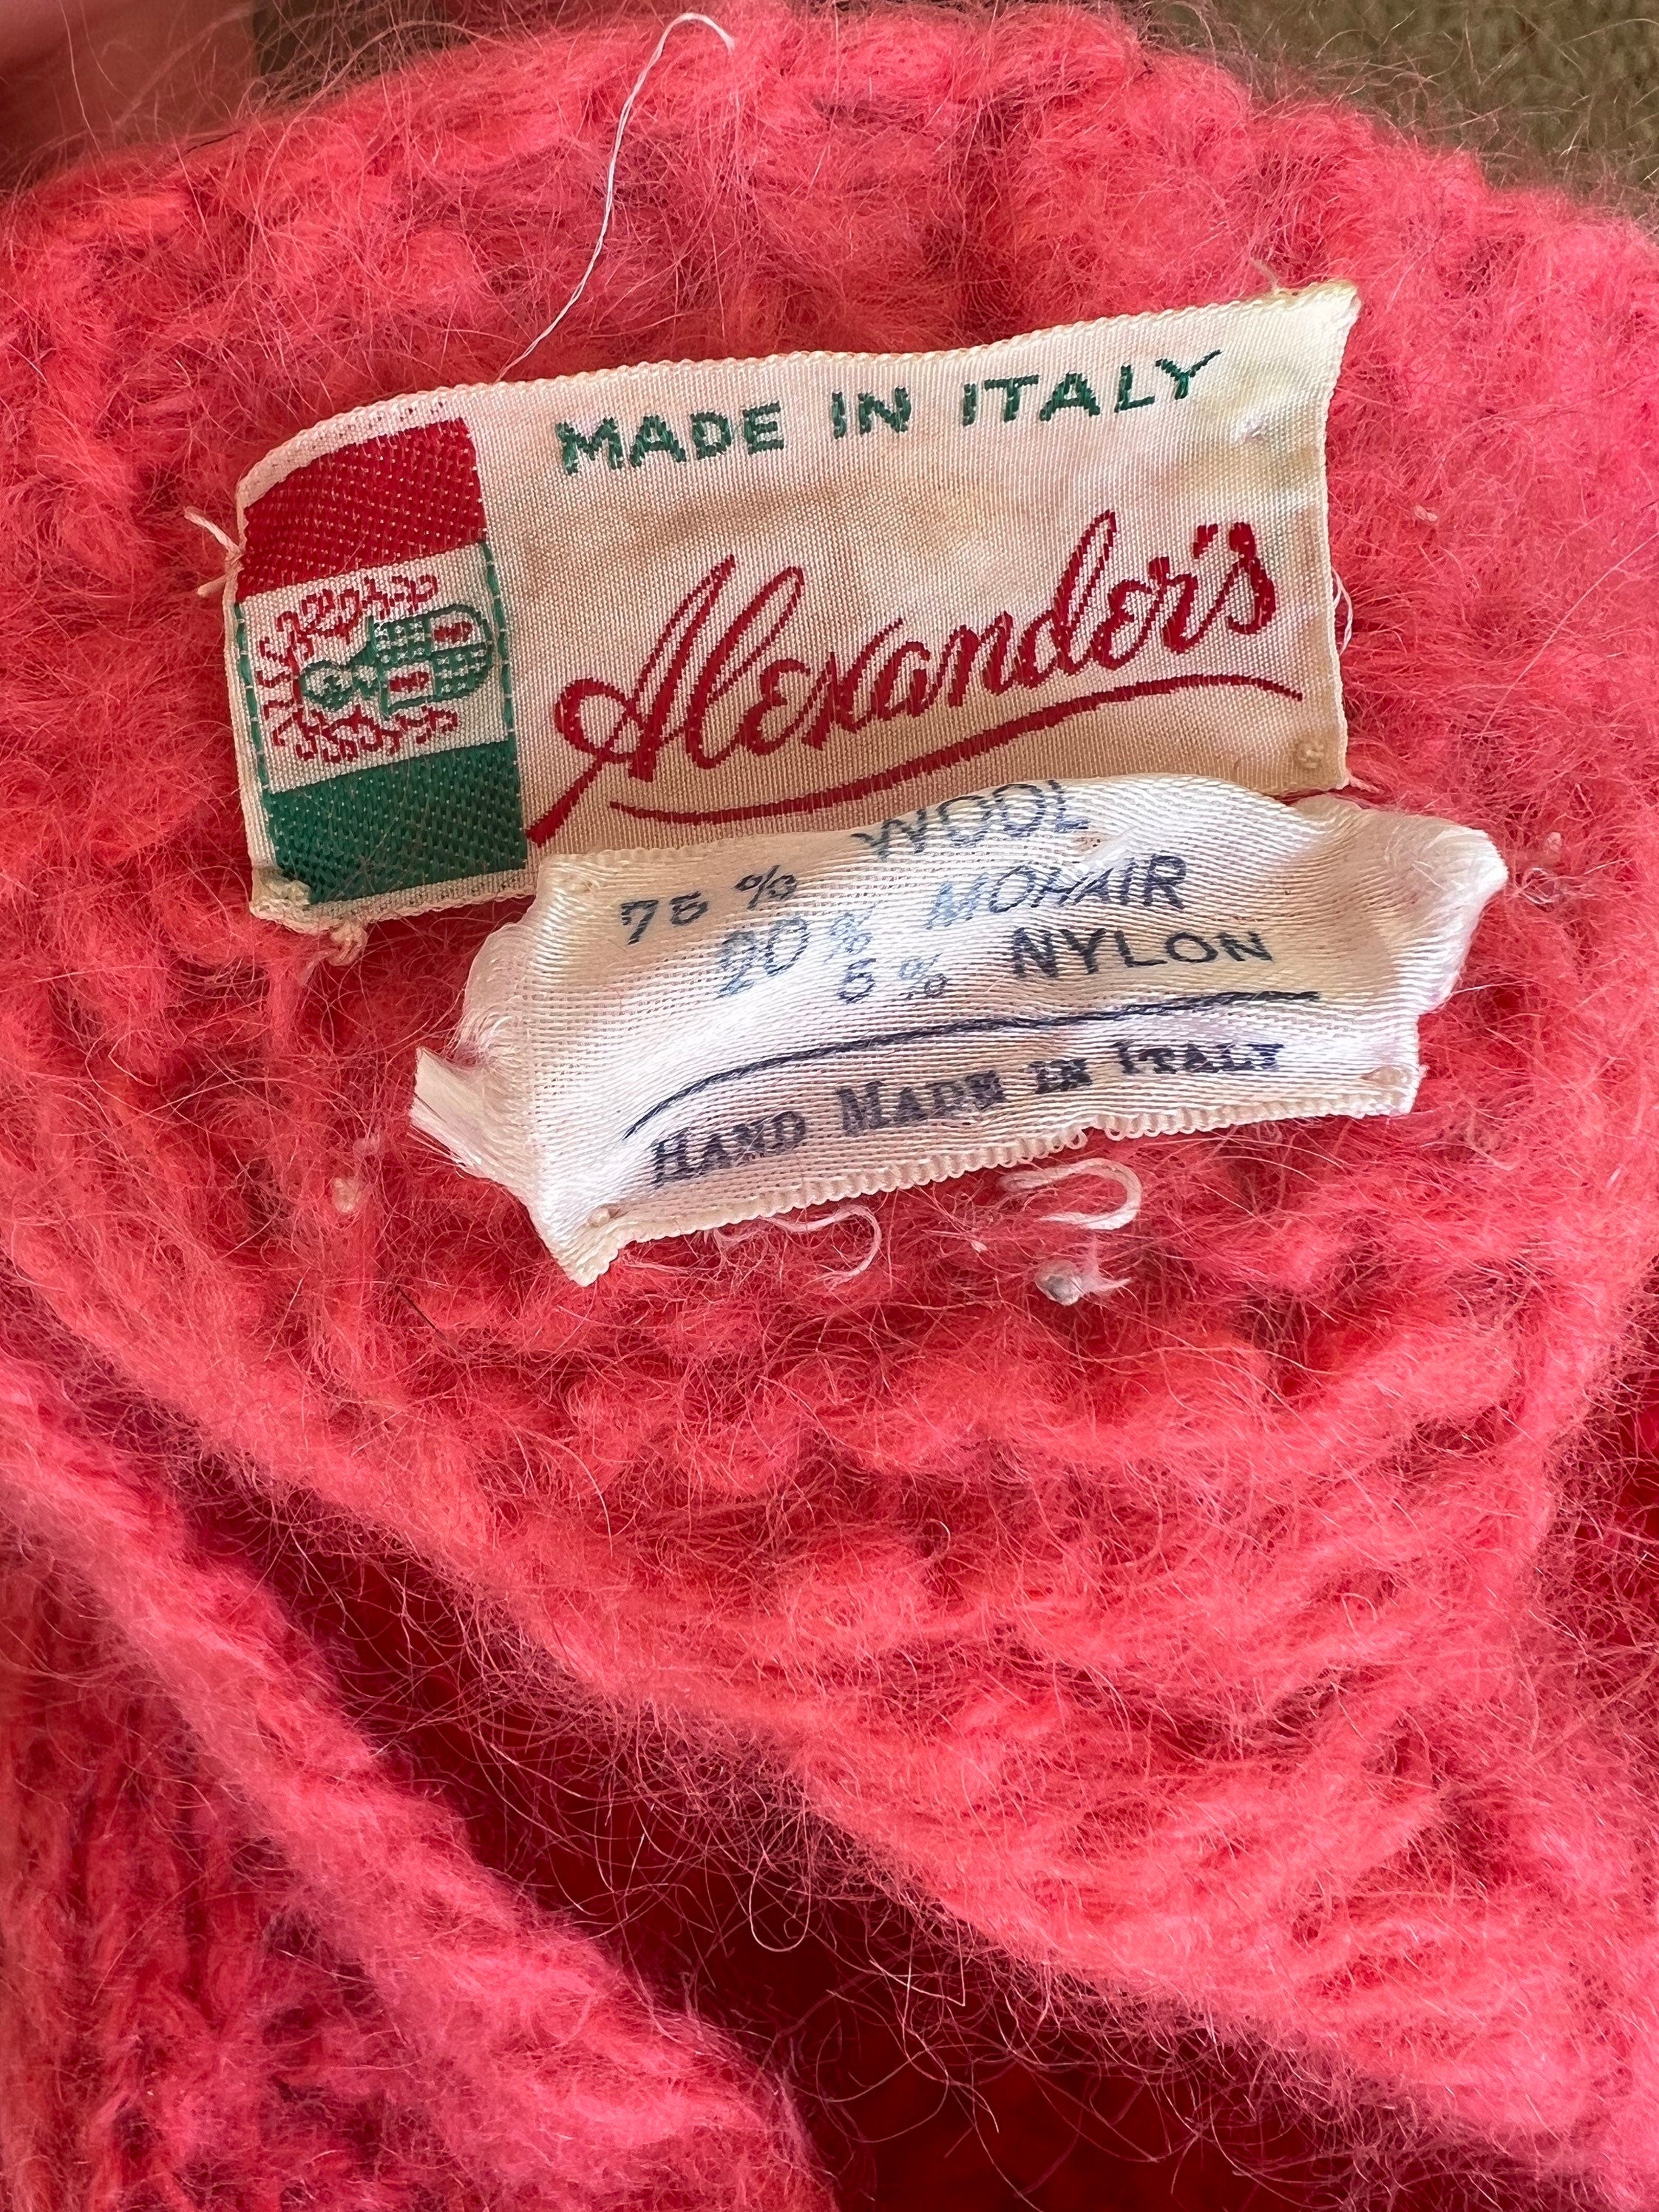 MADE IN ITALY
Alexander's
75 % WOOL
20 % MOHAIR
5 % NYLON
HAND MADE IN ITALY